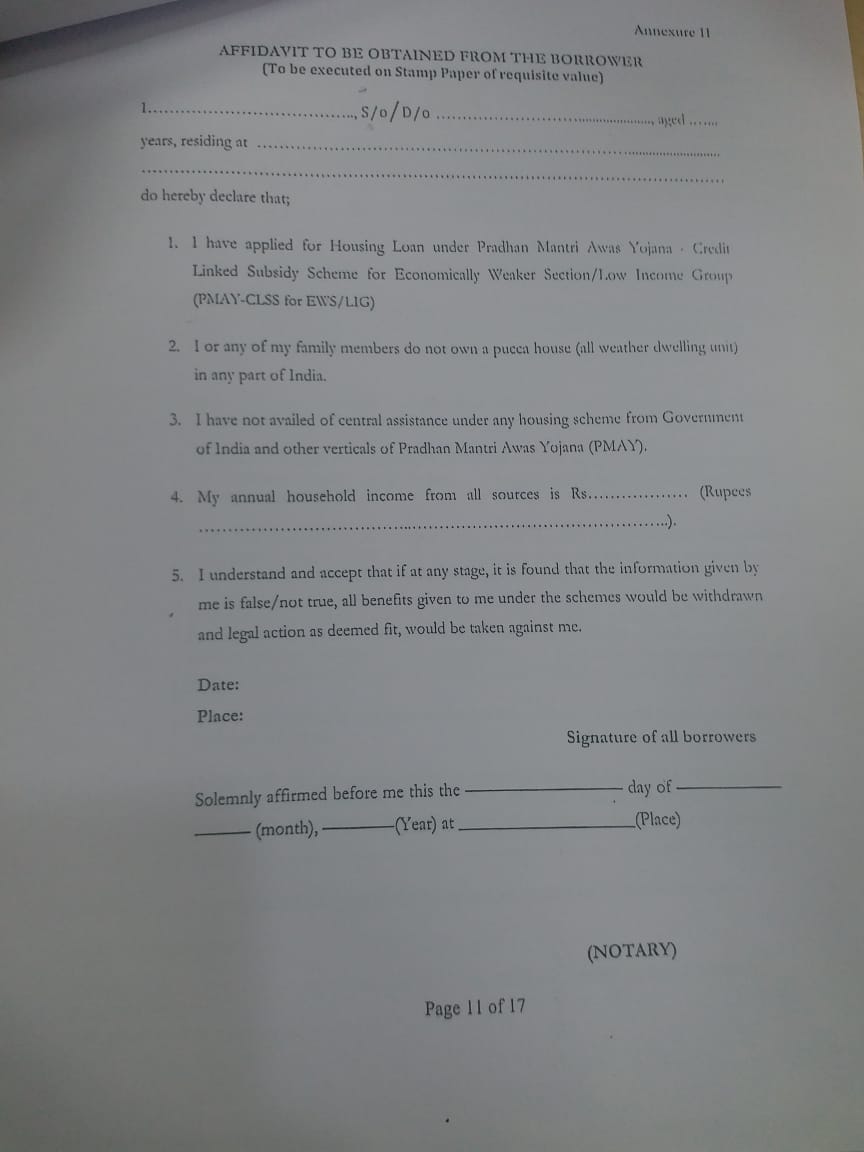 Annexure II
AFFIDAVIT TO BE OBTAINED FROM THE BORROWER
(To be executed on Stamp Paper of requisite value)
I......................................, S/o/D/o ............................................, aged .......
years, residing at ....................................................................................
..............................................................................................................
do hereby declare that;
1. I have applied for Housing Loan under Pradhan Mantri Awas Yojana - Credit
Linked Subsidy Scheme for Economically Weaker Section/Low Income Group
(PMAY-CLSS for EWS/LIG)
2. I or any of my family members do not own a pucca house (all weather dwelling unit)
in any part of India.
3. I have not availed of central assistance under any housing scheme from Government
of India and other verticals of Pradhan Mantri Awas Yojana (PMAY).
4. My annual household income from all sources is Rs.................. (Rupees
................................................................................).
5. I understand and accept that if at any stage, it is found that the information given by
me is false/not true, all benefits given to me under the schemes would be withdrawn
and legal action as deemed fit, would be taken against me.
Date:
Place:
Signature of all borrowers
Solemnly affirmed before me this the ______________ day of __________
_____ (month), _______(Year) at ________________(Place)
(NOTARY)
Page 11 of 17